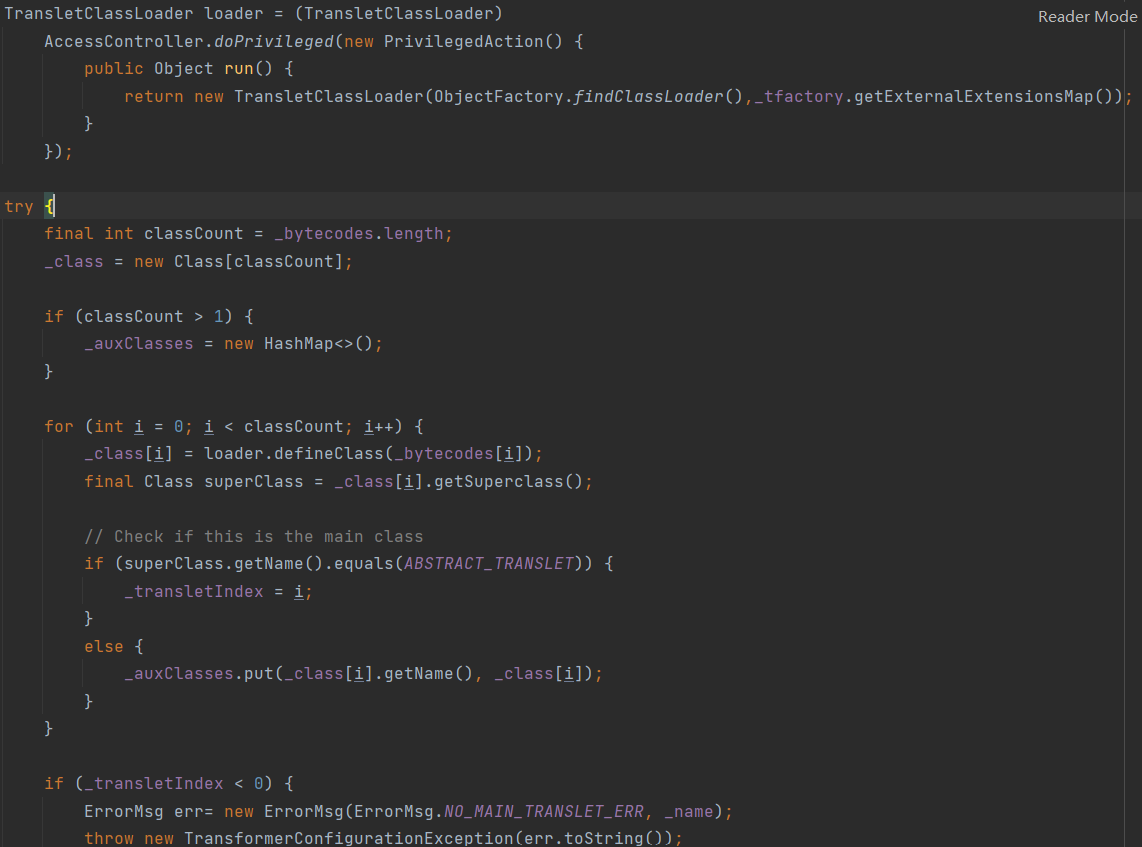 TransletClassLoader loader = (TransletClassLoader)
Reader Mode
    AccessController.doPrivileged(new PrivilegedAction() {
        public Object run() {
            return new TransletClassLoader(ObjectFactory.findClassLoader(),_tfactory.getExternalExtensionsMap());
        }
    });

try {
    final int classCount = _bytecodes.length;
    _class = new Class[classCount];

    if (classCount > 1) {
        _auxClasses = new HashMap<>();
    }

    for (int i = 0; i < classCount; i++) {
        _class[i] = loader.defineClass(_bytecodes[i]);
        final Class superClass = _class[i].getSuperclass();

        // Check if this is the main class
        if (superClass.getName().equals(ABSTRACT_TRANSLET)) {
            _transletIndex = i;
        }
        else {
            _auxClasses.put(_class[i].getName(), _class[i]);
        }
    }

    if (_transletIndex < 0) {
        ErrorMsg err= new ErrorMsg(ErrorMsg.NO_MAIN_TRANSLET_ERR, _name);
        throw new TransformerConfigurationException(err.toString());